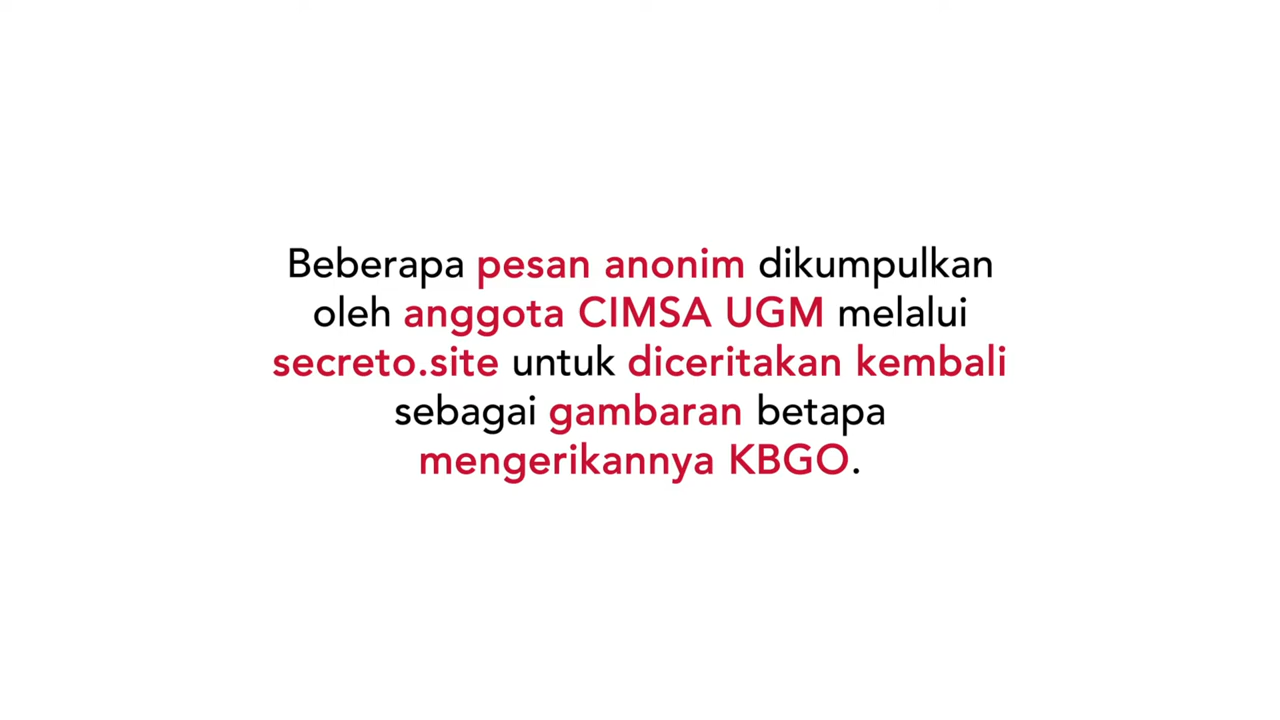 Beberapa pesan anonim dikumpulkan
oleh anggota CIMSA UGM melalui
secreto.site untuk diceritakan kembali
sebagai gambaran betapa
mengerikannya KBGO.